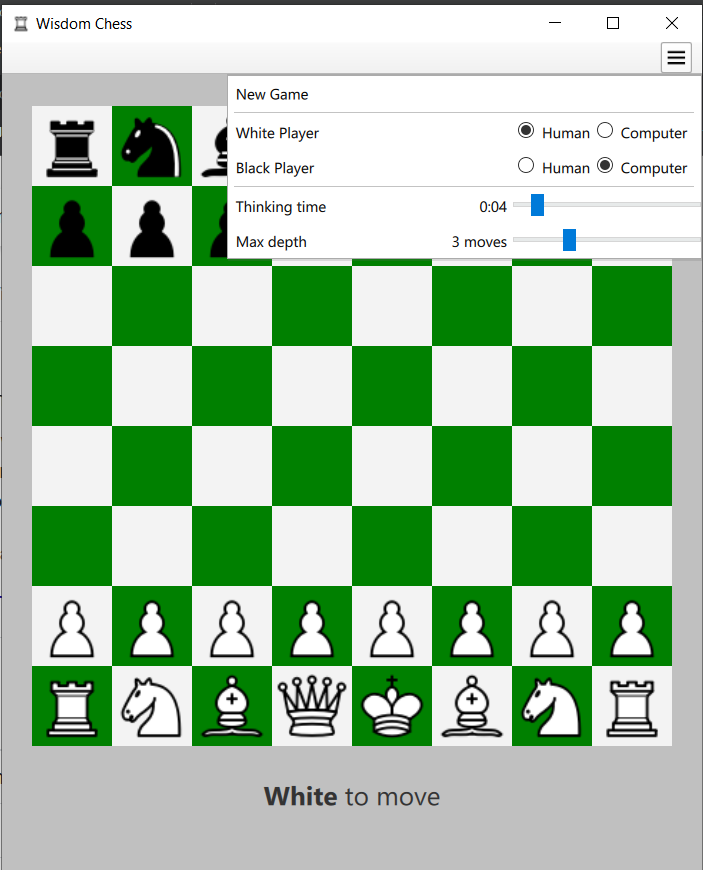 Wisdom Chess
New Game
White Player Human Computer
Black Player Human Computer
Thinking time 0:04
Max depth 3 moves
White to move